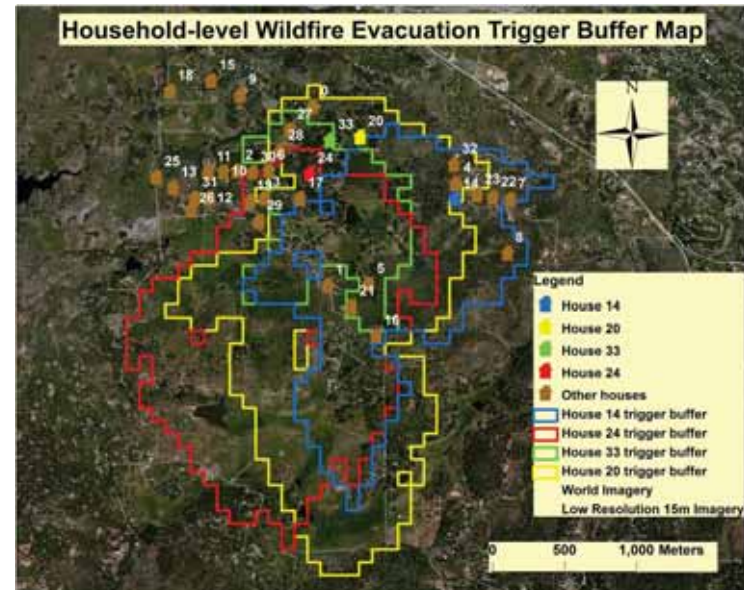 Household-level Wildfire Evacuation Trigger Buffer Map
N
15
18
9
0
27
33
20
28
32
2
30
6
24
11
25
4
13
10
3
17
14
23
22
7
31
19
26
12
29
8
1
5
21
16
Legend
House 14
House 20
House 33
House 24
Other houses
House 14 trigger buffer
House 24 trigger buffer
House 33 trigger buffer
House 20 trigger buffer
World Imagery
Low Resolution 15m Imagery
0 500 1,000 Meters